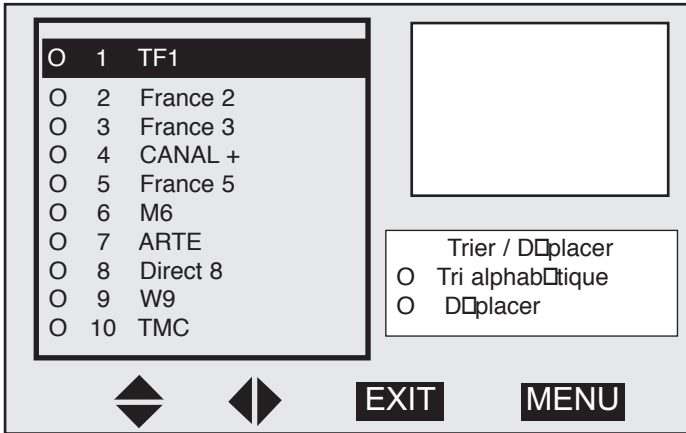 O 1 TF1
O 2 France 2
O 3 France 3
O 4 CANAL +
O 5 France 5
O 6 M6
O 7 ARTE
O 8 Direct 8
O 9 W9
O 10 TMC
Trier / D□placer
O Tri alphab□tique
O D□placer
EXIT MENU